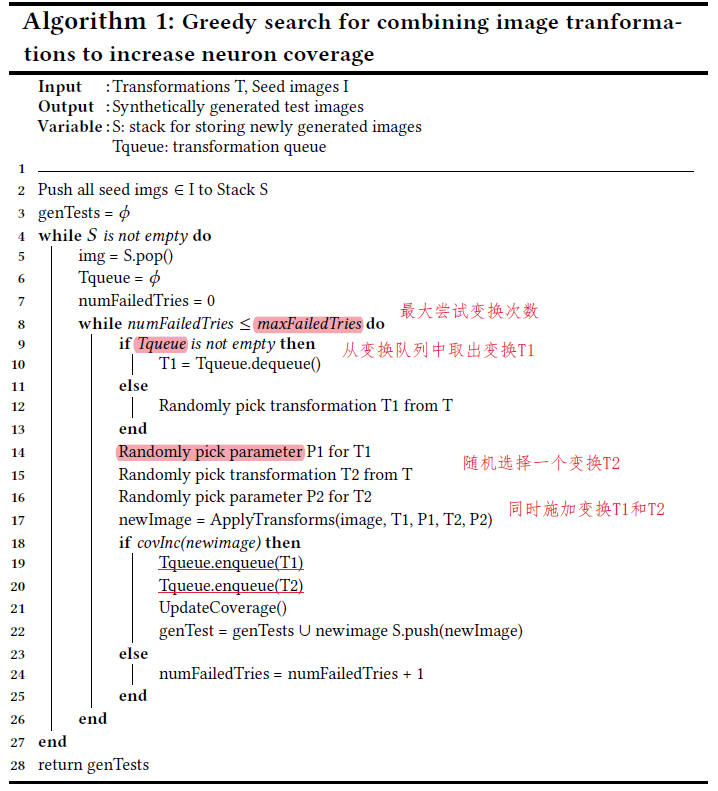 Algorithm 1: Greedy search for combining image tranforma-
tions to increase neuron coverage
Input :Transformations T, Seed images I
Output :Synthetically generated test images
Variable :S: stack for storing newly generated images
Tqueue: transformation queue
1
2 Push all seed imgs ∈ I to Stack S
3 genTests = ϕ
4 while S is not empty do
5 img = S.pop()
6 Tqueue = ϕ
7 numFailedTries = 0
8 while numFailedTries ≤ maxFailedTries do 最大尝试变换次数
9 if Tqueue is not empty then 从变换队列中取出变换T1
10 T1 = Tqueue.dequeue()
11 else
12 Randomly pick transformation T1 from T
13 end
14 Randomly pick parameter P1 for T1
15 Randomly pick transformation T2 from T 随机选择一个变换T2
16 Randomly pick parameter P2 for T2
17 newImage = ApplyTransforms(image, T1, P1, T2, P2) 同时施加变换T1和T2
18 if covInc(newimage) then
19 Tqueue.enqueue(T1)
20 Tqueue.enqueue(T2)
21 UpdateCoverage()
22 genTest = genTests ∪ newimage S.push(newImage)
23 else
24 numFailedTries = numFailedTries + 1
25 end
26 end
27 end
28 return genTests